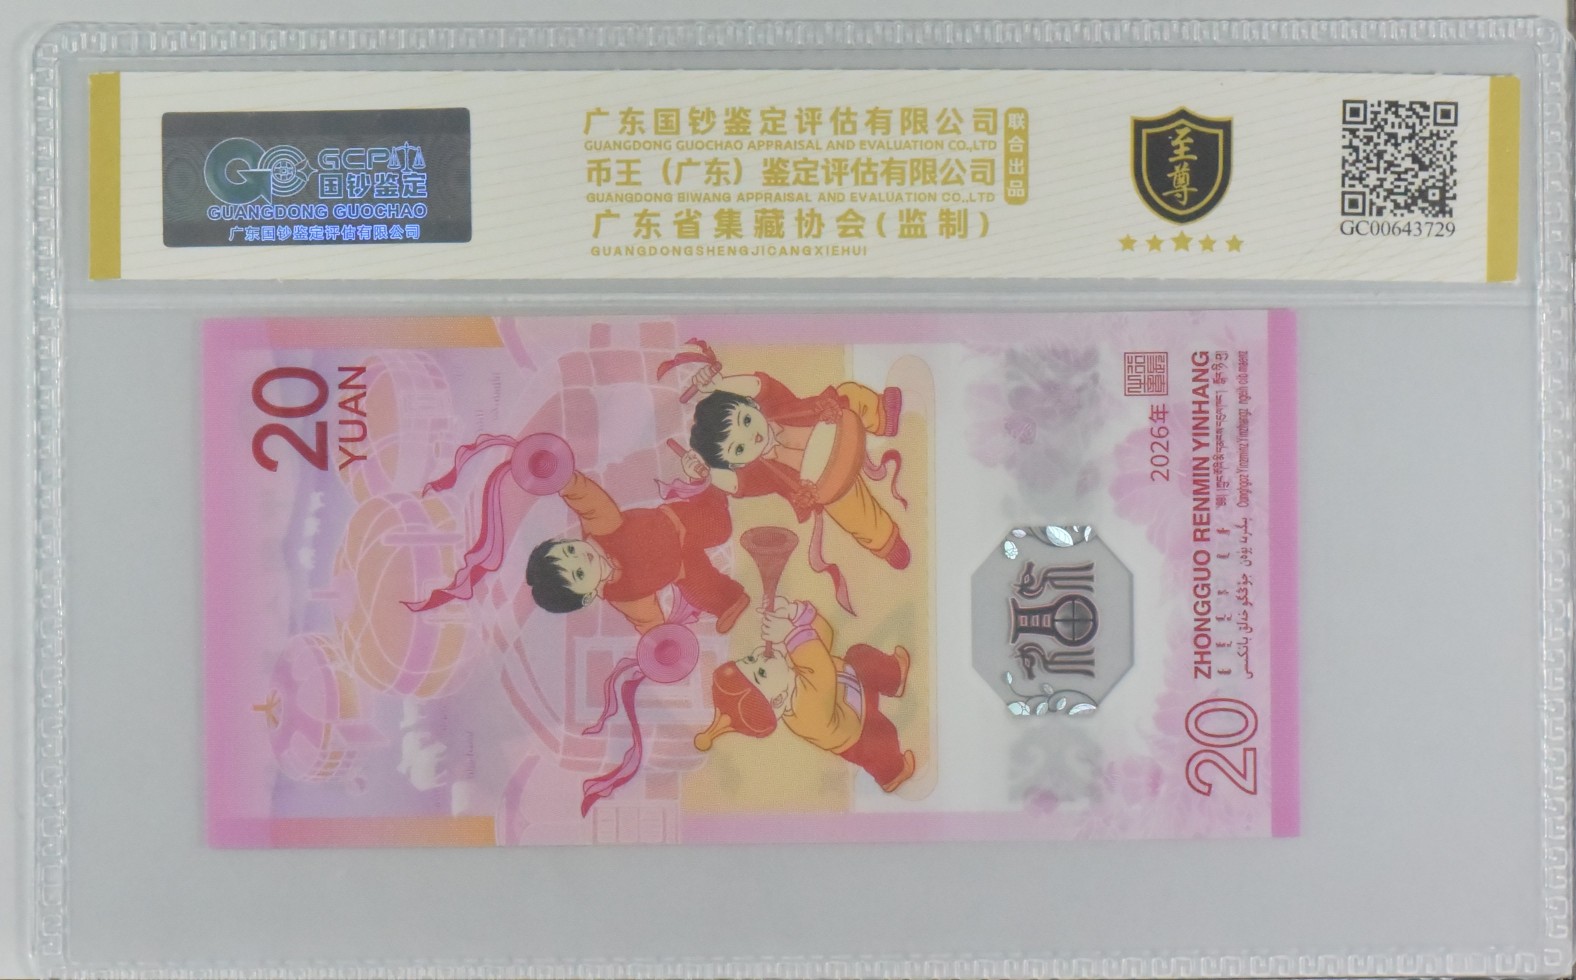 GCP
国钞鉴定
GUANGDONG GUOCHAO
广东国钞鉴定评估有限公司
广东国钞鉴定评估有限公司
GUANGDONG GUOCHAO APPRAISAL AND EVALUATION CO.,LTD
币王（广东）鉴定评估有限公司
GUANGDONG BIWANG APPRAISAL AND EVALUATION CO.,LTD
联合出品
广东省集藏协会(监制)
GUANGDONGSHENGJICANGXIEHUI
至尊
GC00643729
20
YUAN
2026年
ZHONGGUO RENMIN YINHANG
20